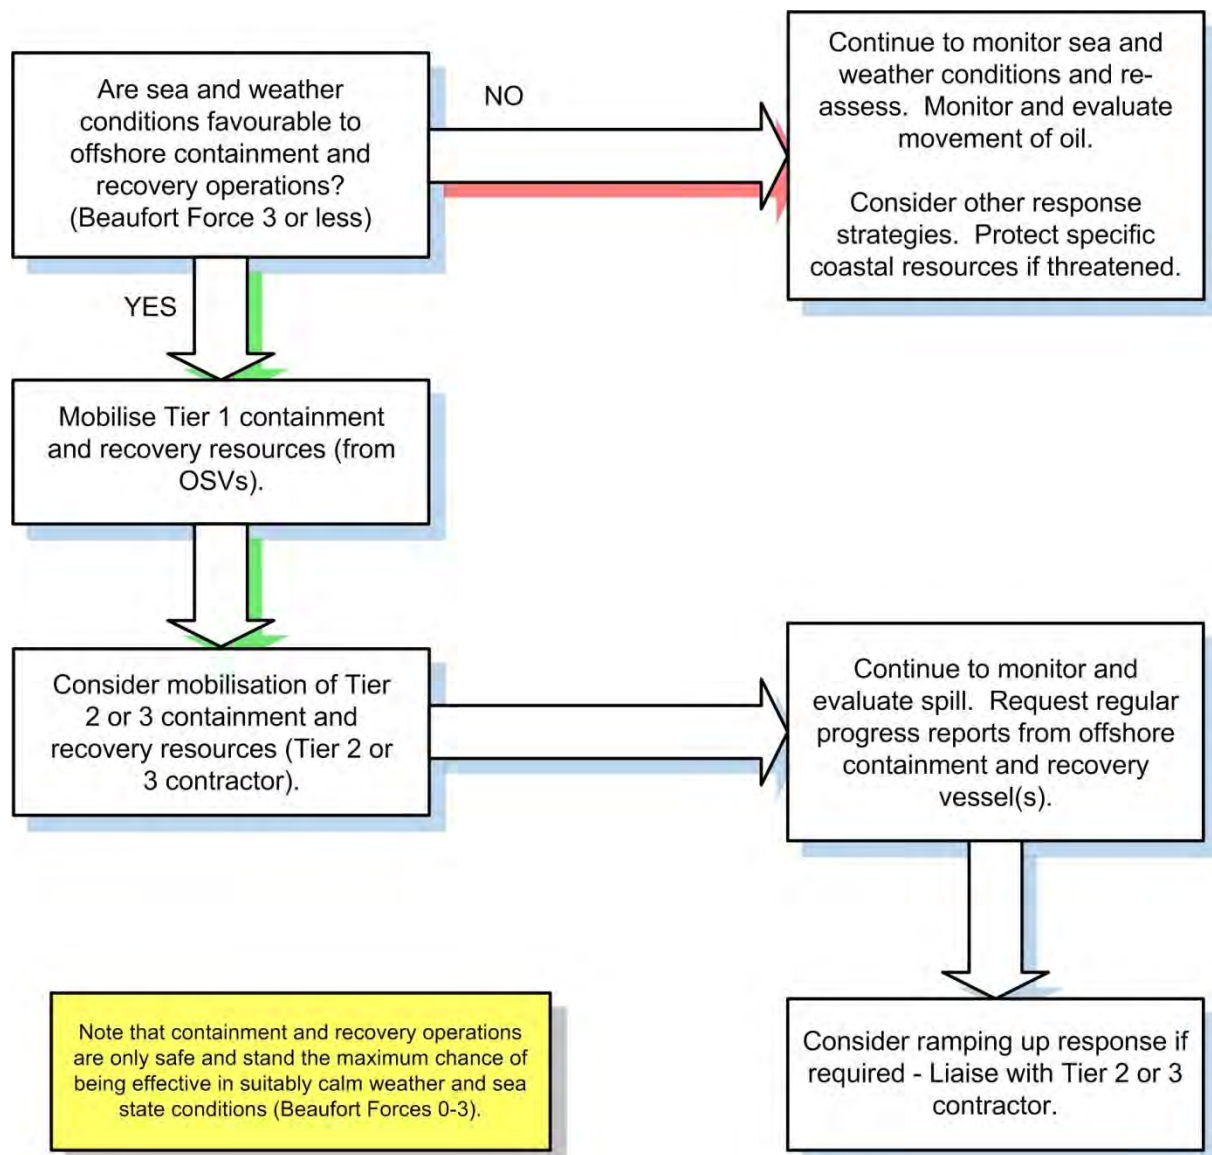 Are sea and weather
conditions favourable to
offshore containment and
recovery operations?
(Beaufort Force 3 or less)
NO
Continue to monitor sea and
weather conditions and re-
assess. Monitor and evaluate
movement of oil.
Consider other response
strategies. Protect specific
coastal resources if threatened.
YES
Mobilise Tier 1 containment
and recovery resources (from
OSVs).
Consider mobilisation of Tier
2 or 3 containment and
recovery resources (Tier 2 or
3 contractor).
Continue to monitor and
evaluate spill. Request regular
progress reports from offshore
containment and recovery
vessel(s).
Consider ramping up response if
required - Liaise with Tier 2 or 3
contractor.
Note that containment and recovery operations
are only safe and stand the maximum chance of
being effective in suitably calm weather and sea
state conditions (Beaufort Forces 0-3).